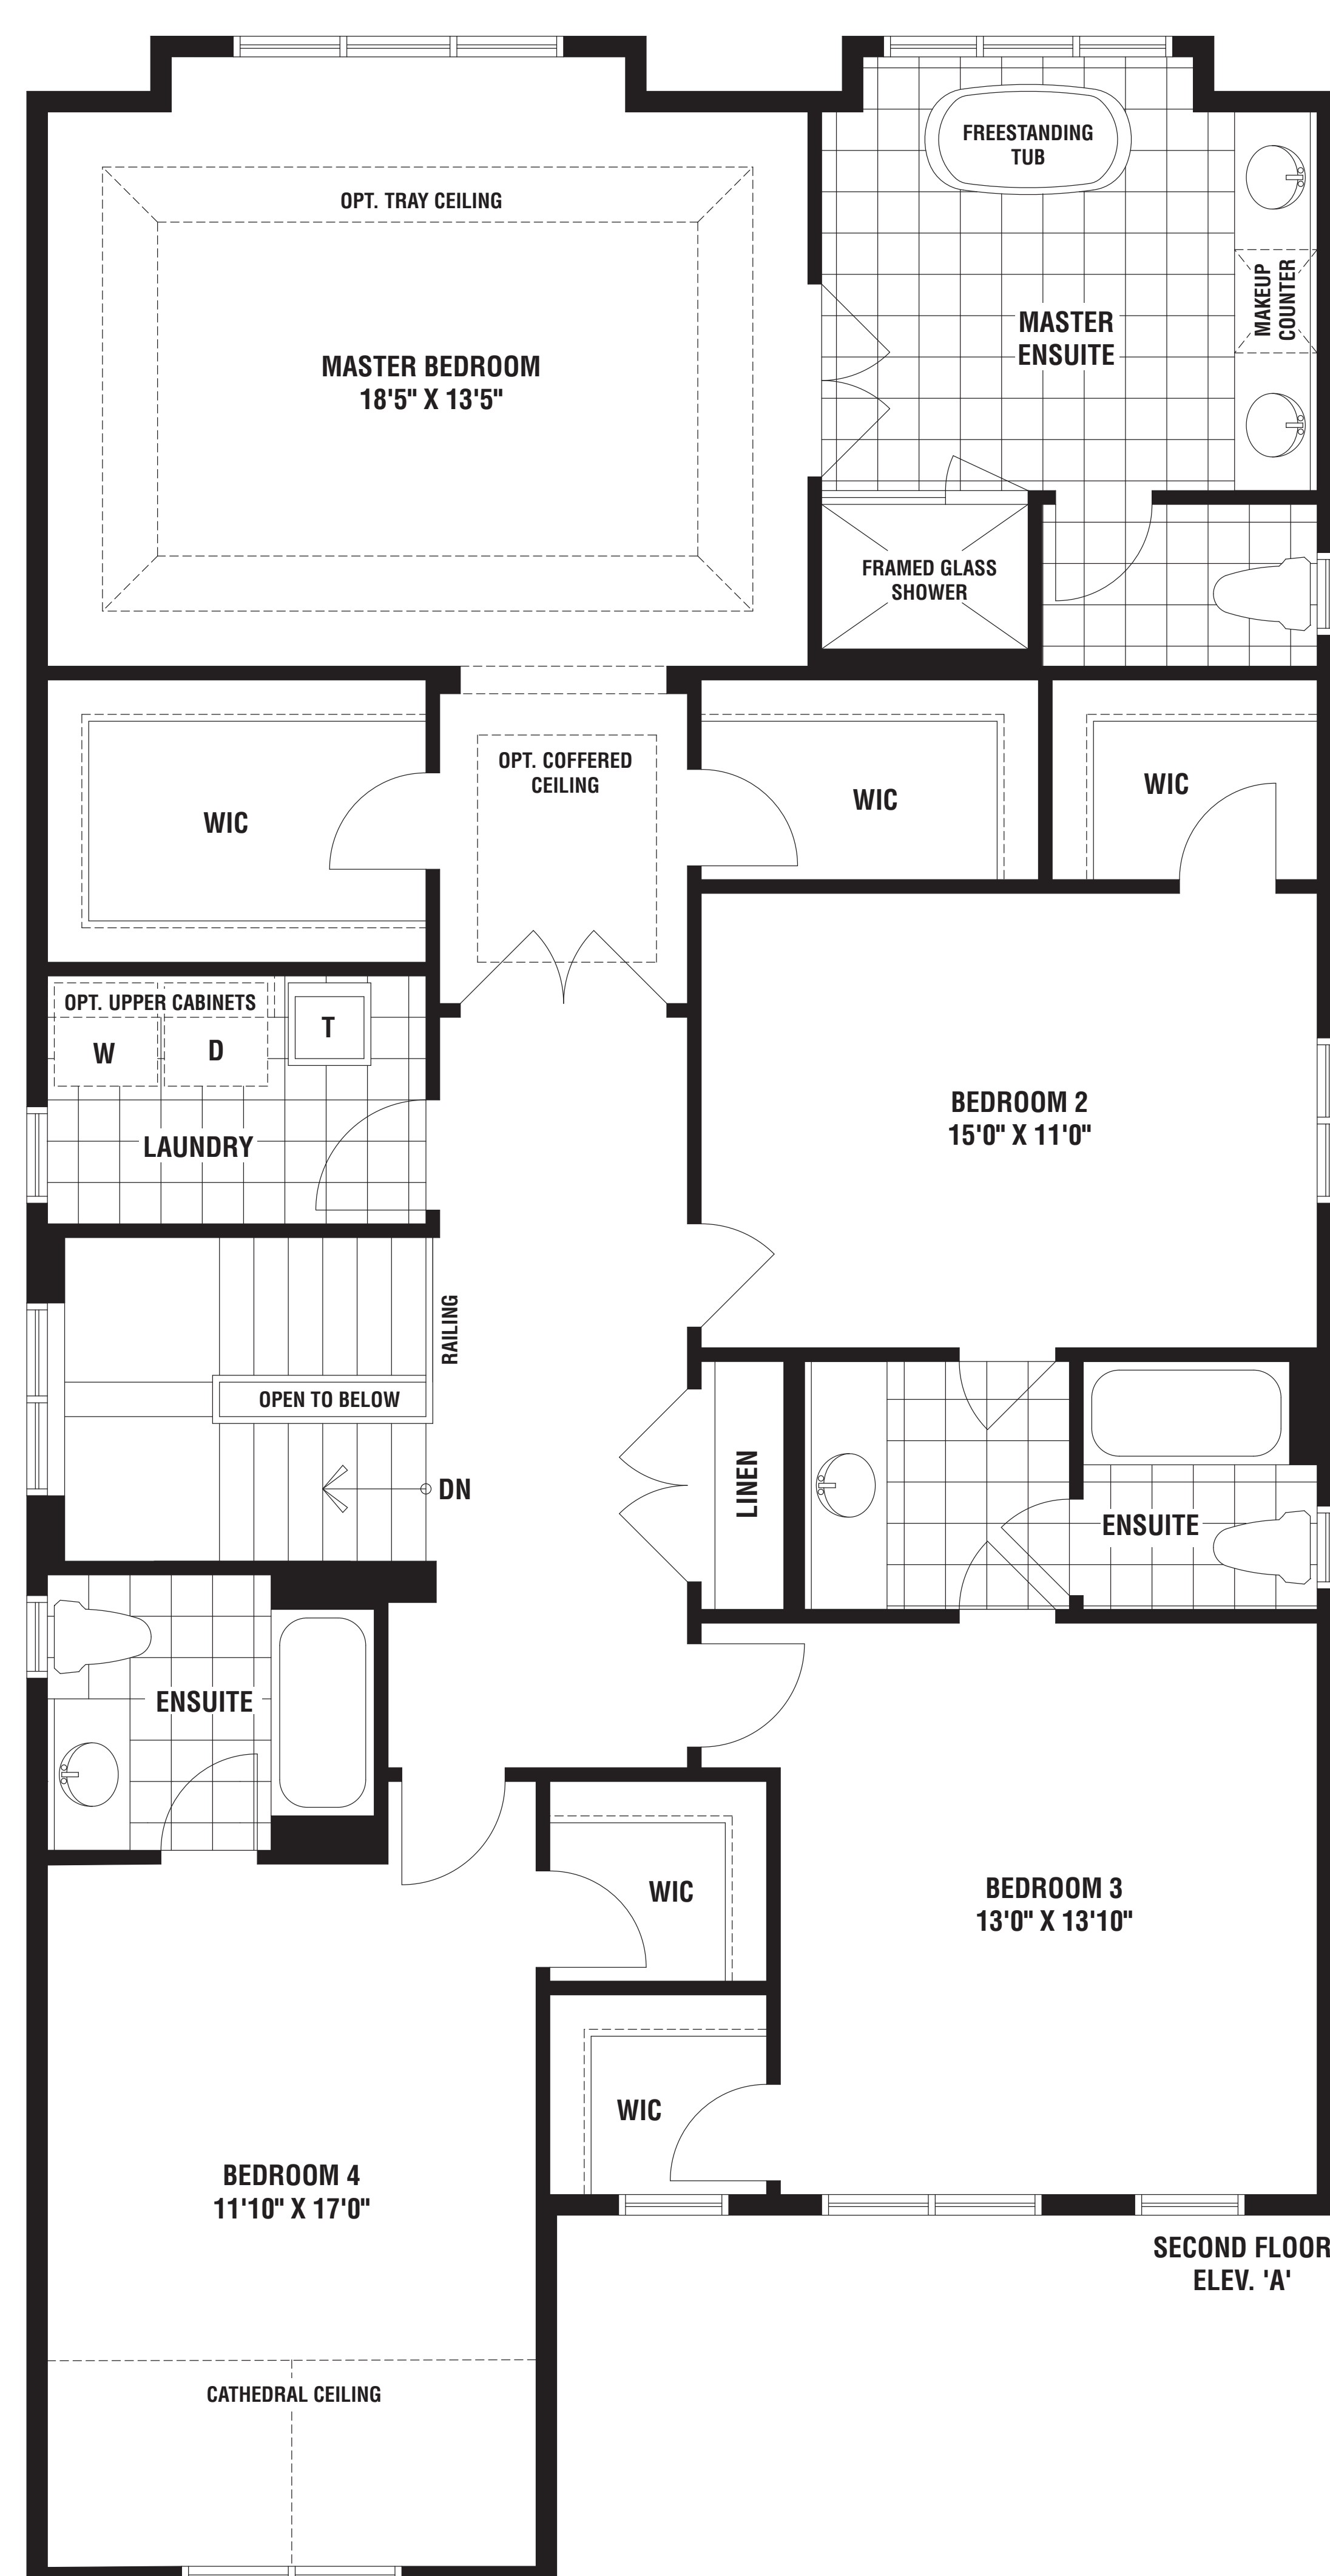 FREESTANDING
TUB
OPT. TRAY CEILING
MAKEUP
COUNTER
MASTER
ENSUITE
MASTER BEDROOM
18'5" X 13'5"
FRAMED GLASS
SHOWER
OPT. COFFERED
CEILING
WIC
WIC
WIC
OPT. UPPER CABINETS
W
D
T
LAUNDRY
BEDROOM 2
15'0" X 11'0"
RAILING
OPEN TO BELOW
DN
LINEN
ENSUITE
ENSUITE
WIC
BEDROOM 3
13'0" X 13'10"
WIC
BEDROOM 4
11'10" X 17'0"
SECOND FLOOR
ELEV. 'A'
CATHEDRAL CEILING